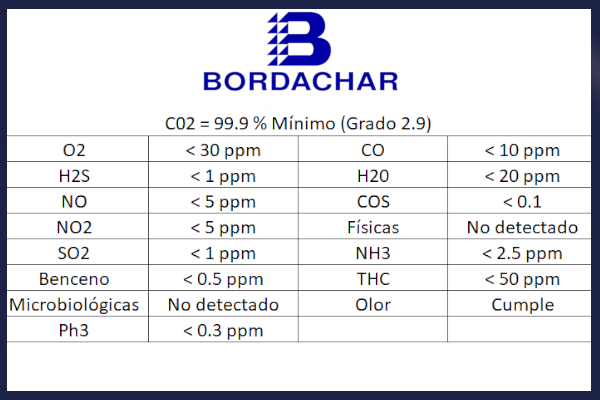 BORDACHAR
C02 = 99.9 % Mínimo (Grado 2.9)
O2 < 30 ppm CO < 10 ppm
H2S < 1 ppm H20 < 20 ppm
NO < 5 ppm COS < 0.1
NO2 < 5 ppm Físicas No detectado
SO2 < 1 ppm NH3 < 2.5 ppm
Benceno < 0.5 ppm THC < 50 ppm
Microbiológicas No detectado Olor Cumple
Ph3 < 0.3 ppm